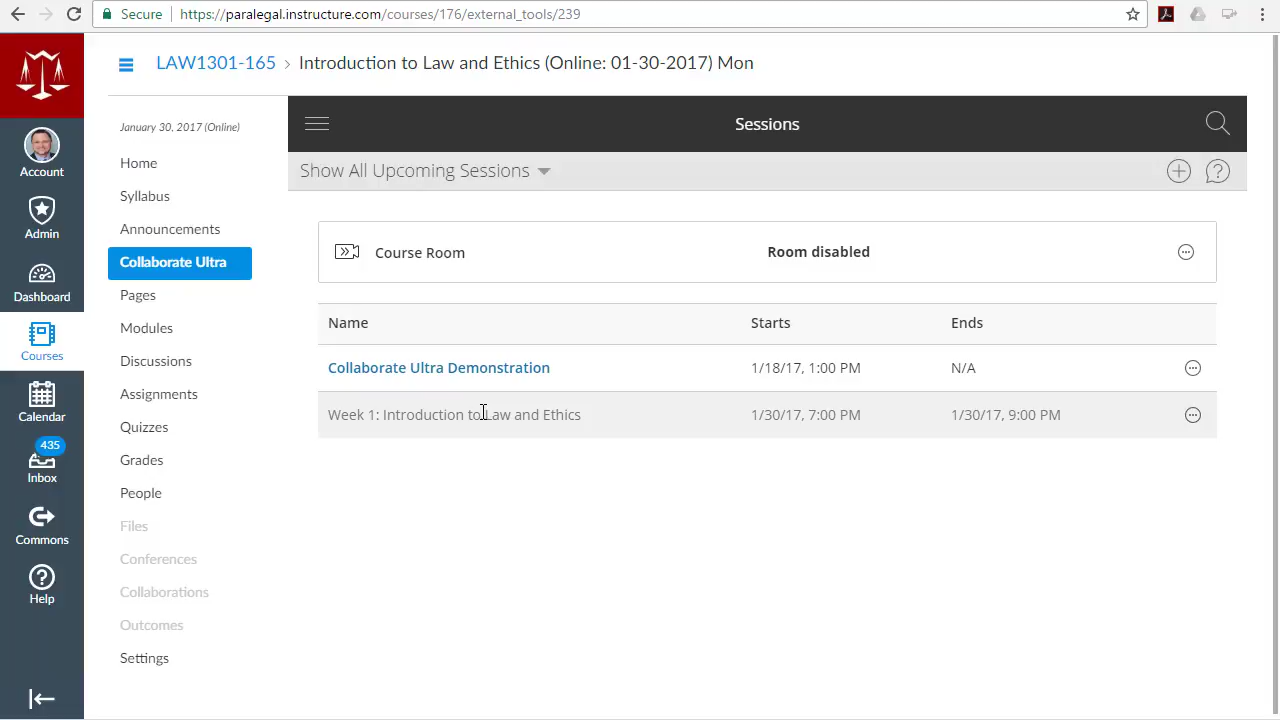 Secure https://paralegal.instructure.com/courses/176/external_tools/239
LAW1301-165 › Introduction to Law and Ethics (Online: 01-30-2017) Mon
Account
Admin
Dashboard
Courses
Calendar
435
Inbox
Commons
Help
January 30, 2017 (Online)
Home
Syllabus
Announcements
Collaborate Ultra
Pages
Modules
Discussions
Assignments
Quizzes
Grades
People
Files
Conferences
Collaborations
Outcomes
Settings
Sessions
Show All Upcoming Sessions
Course Room Room disabled
Name Starts Ends
Collaborate Ultra Demonstration 1/18/17, 1:00 PM N/A
Week 1: Introduction to Law and Ethics 1/30/17, 7:00 PM 1/30/17, 9:00 PM